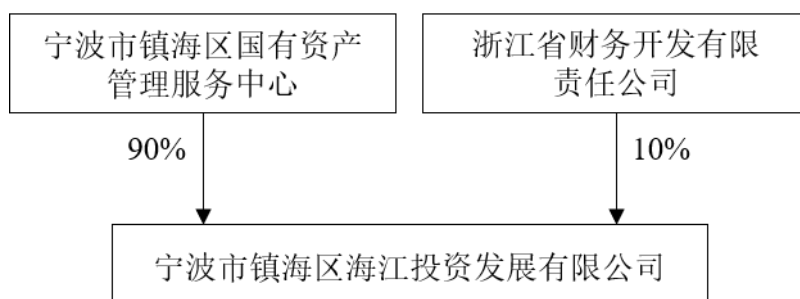 宁波市镇海区国有资产
管理服务中心
浙江省财务开发有限
责任公司
90%
10%
宁波市镇海区海江投资发展有限公司